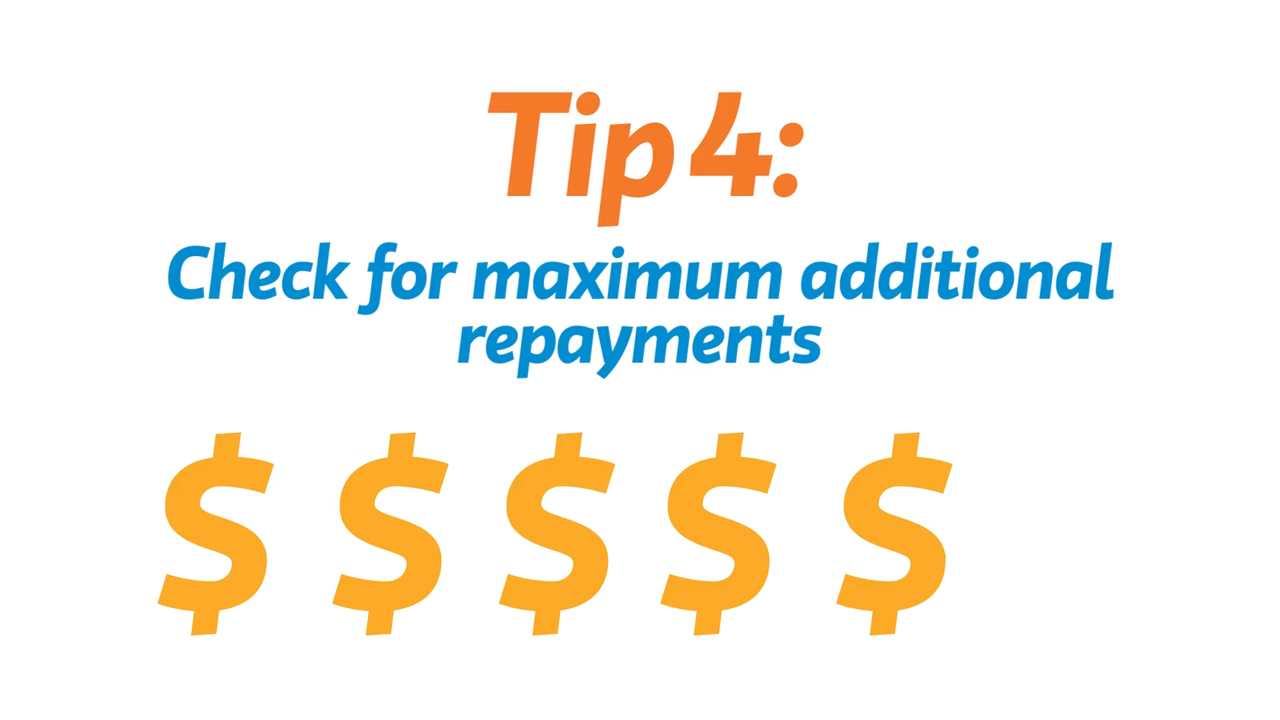 Tip 4:
Check for maximum additional
repayments
$ $ $ $ $